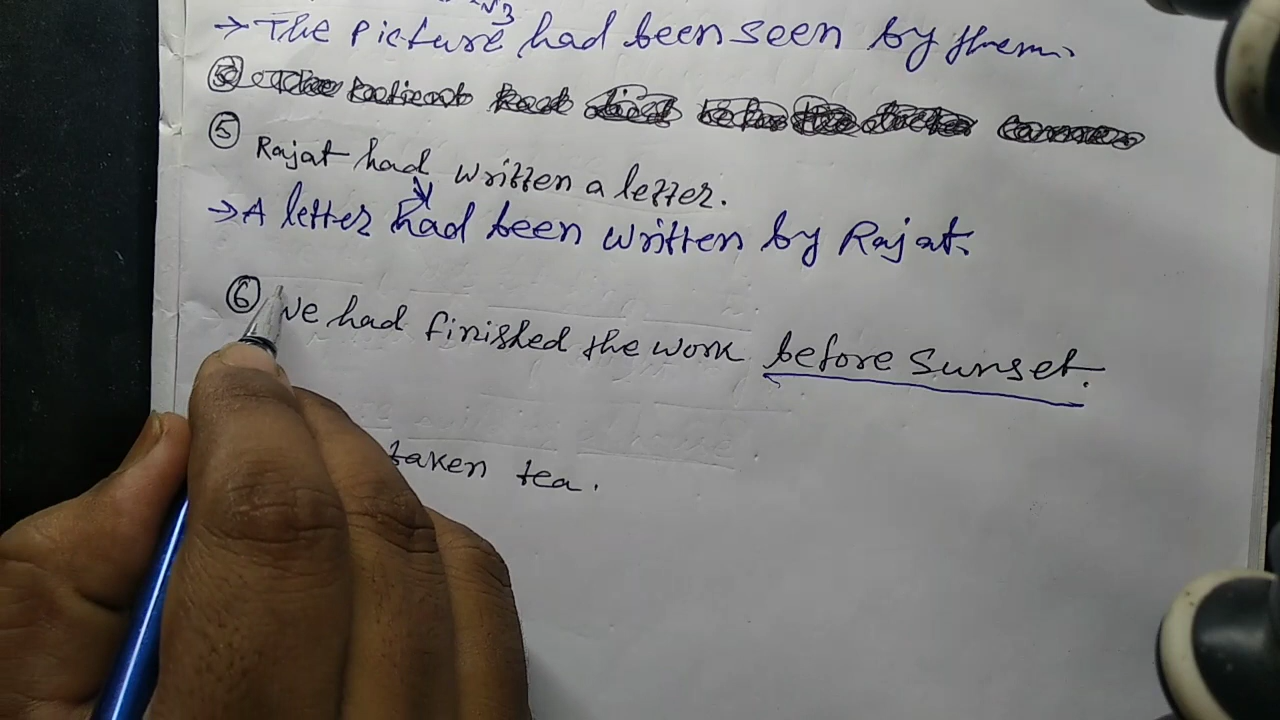 V3
→ The picture had been seen by them.
⑤ Rajat had written a letter.
→ A letter had been written by Rajat.
⑥ We had finished the work before sunset.
taken tea.